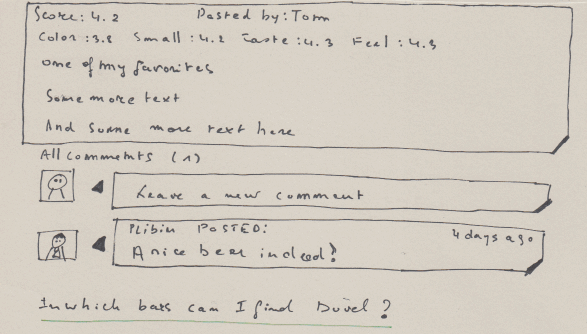 Score: 4.2 Posted by: Tom
Color: 3.8 Small: 4.2 Taste: 4.3 Feel: 4.3
one of my favorites
Some more text
And somme more text here
All comments (1)
Leave a new comment
POSTED: 4 days ago
A nice beer indeed!
In which bars can I find Duvel?